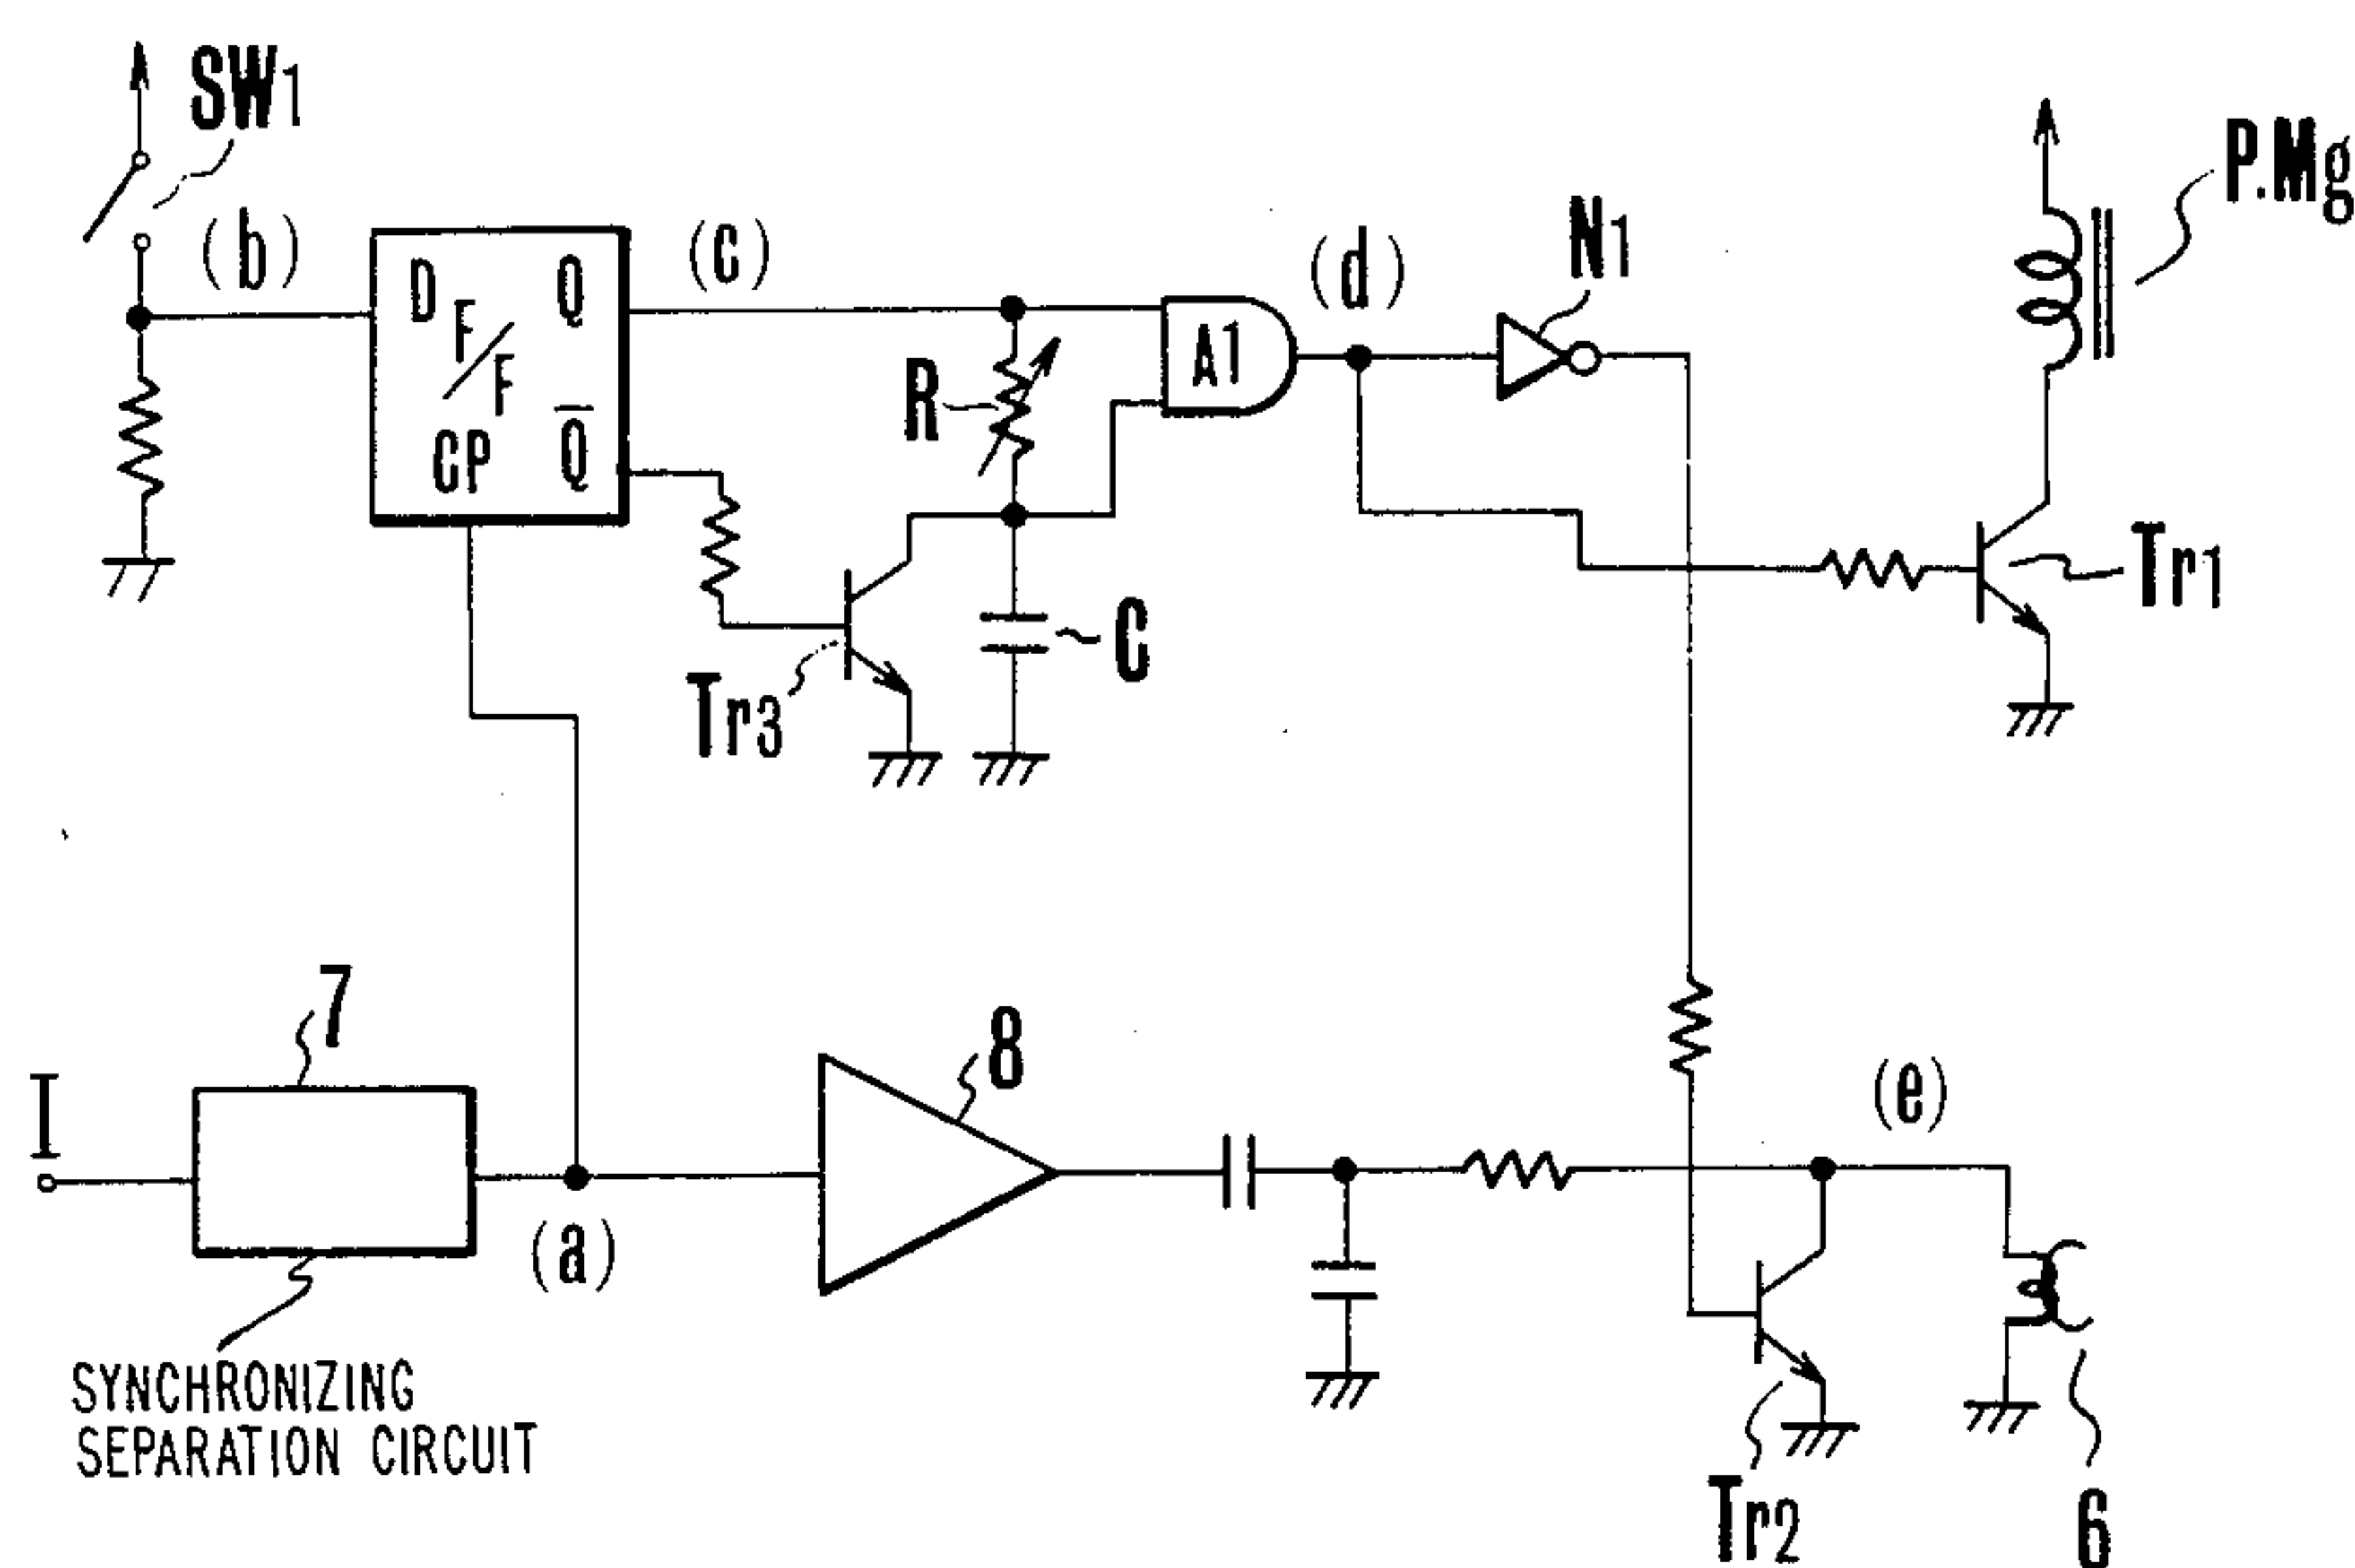 SW1
(b)
D
F/F
Q
CP
Q̅
(c)
R
A1
(d)
N1
P.Mg
Tr1
Tr3
C
I
7
(a)
8
(e)
SYNCHRONIZING
SEPARATION CIRCUIT
Tr2
6